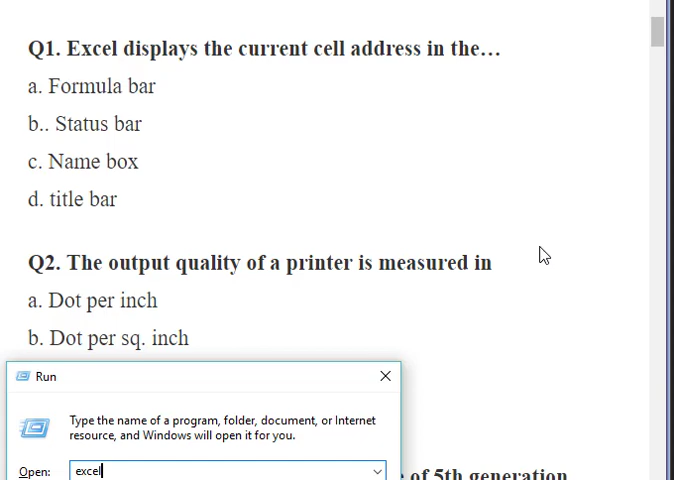 Q1. Excel displays the current cell address in the…
a. Formula bar
b.. Status bar
c. Name box
d. title bar
Q2. The output quality of a printer is measured in
a. Dot per inch
b. Dot per sq. inch
Run
Type the name of a program, folder, document, or Internet
resource, and Windows will open it for you.
Open: excel
of 5th generation